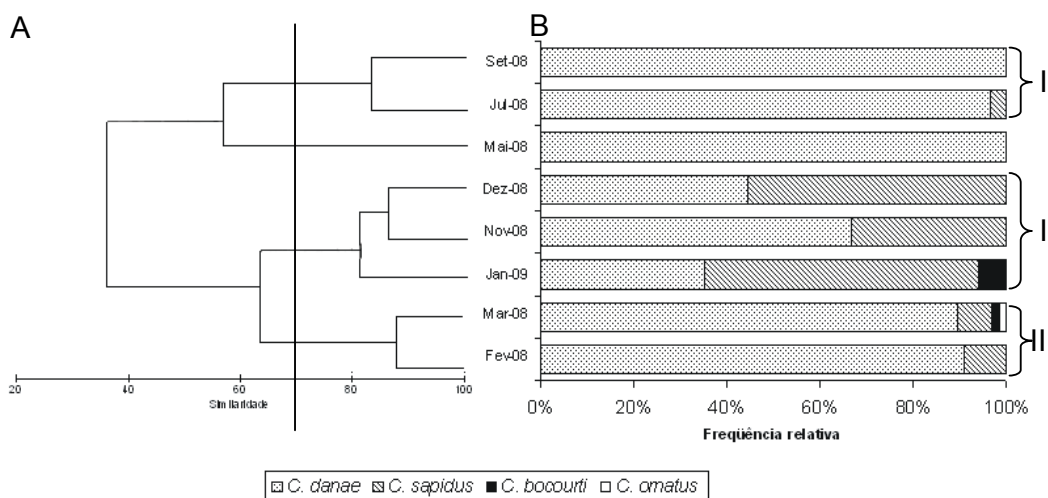 A
B
Set-08
I
Jul-08
Mai-08
Dez-08
Nov-08
I
Jan-09
Mar-08
II
Fev-08
20 40 60 80 100
Similaridade
0% 20% 40% 60% 80% 100%
Freqüência relativa
C. danae C. sapidus C. bocourti C. ornatus